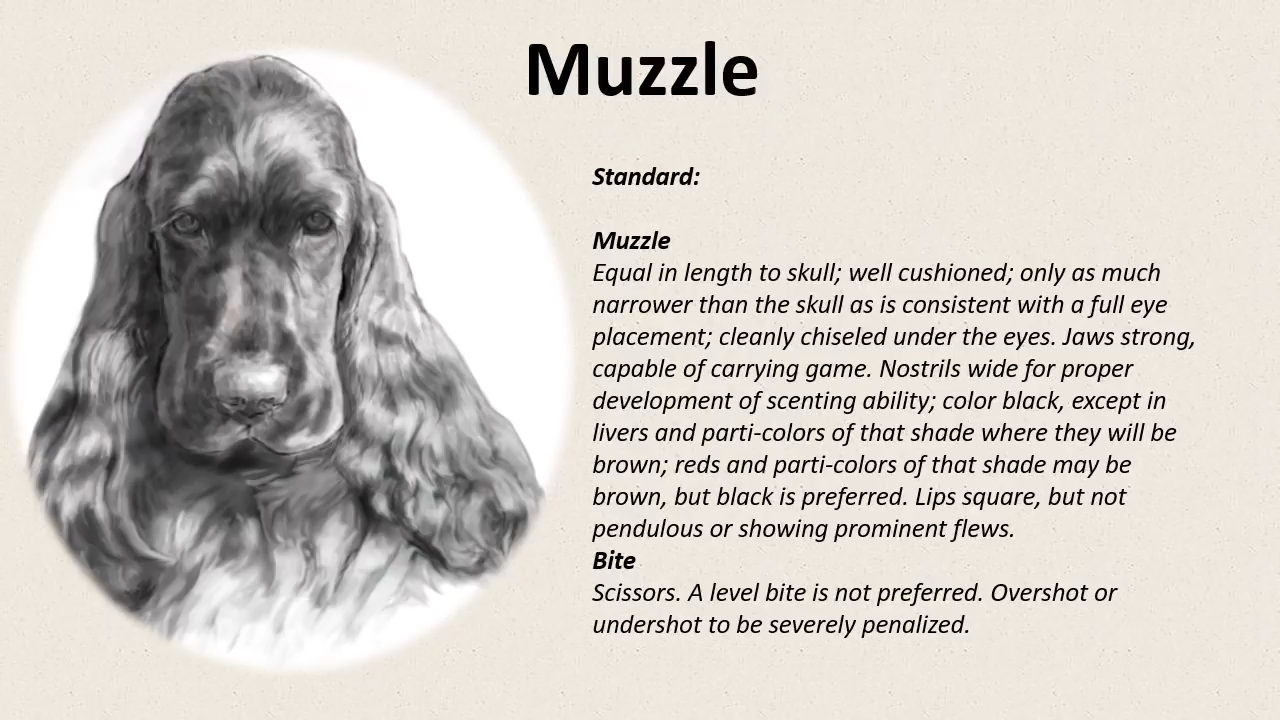 Muzzle
Standard:
Muzzle
Equal in length to skull; well cushioned; only as much
narrower than the skull as is consistent with a full eye
placement; cleanly chiseled under the eyes. Jaws strong,
capable of carrying game. Nostrils wide for proper
development of scenting ability; color black, except in
livers and parti-colors of that shade where they will be
brown; reds and parti-colors of that shade may be
brown, but black is preferred. Lips square, but not
pendulous or showing prominent flews.
Bite
Scissors. A level bite is not preferred. Overshot or
undershot to be severely penalized.